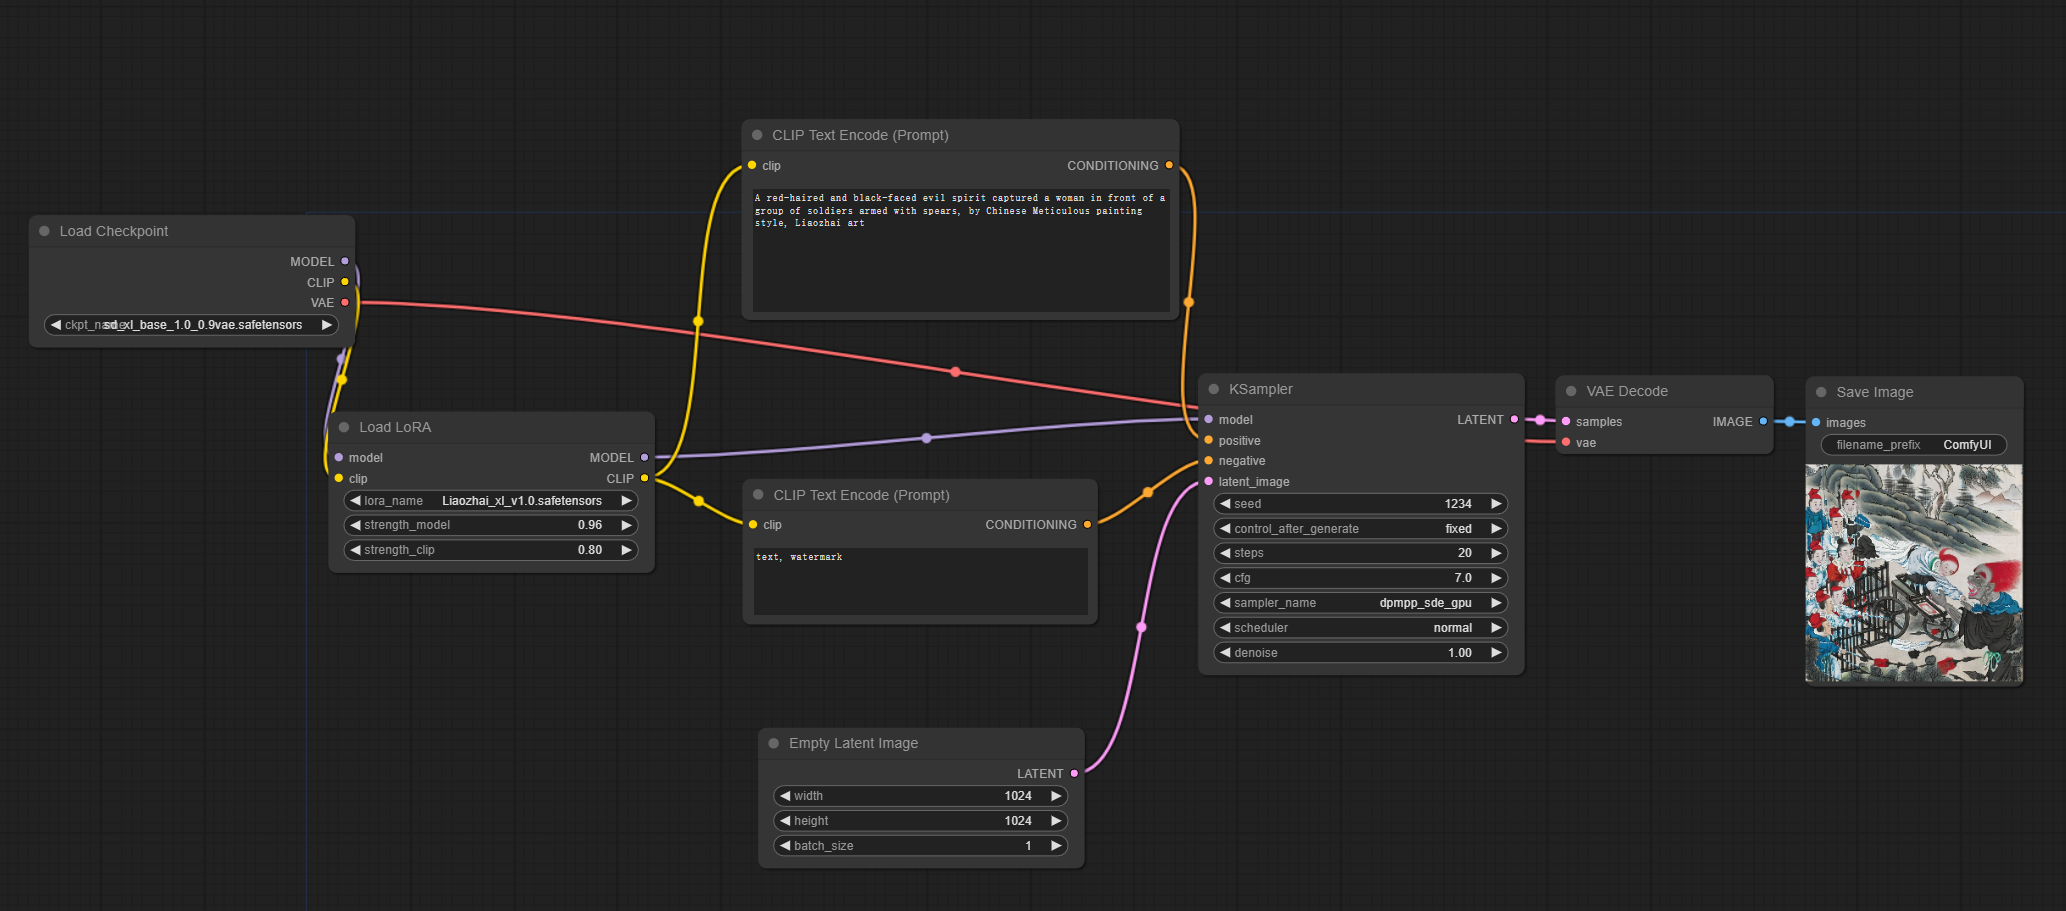 Load Checkpoint
MODEL
CLIP
VAE
ckpt_name sd_xl_base_1.0_0.9vae.safetensors
Load LoRA
model MODEL
clip CLIP
lora_name Liaozhai_xl_v1.0.safetensors
strength_model 0.96
strength_clip 0.80
CLIP Text Encode (Prompt)
clip CONDITIONING
A red-haired and black-faced evil spirit captured a woman in front of a
group of soldiers armed with spears, by Chinese Meticulous painting
style, Liaozhai art
CLIP Text Encode (Prompt)
clip CONDITIONING
text, watermark
Empty Latent Image
LATENT
width 1024
height 1024
batch_size 1
KSampler
model LATENT
positive
negative
latent_image
seed 1234
control_after_generate fixed
steps 20
cfg 7.0
sampler_name dpmpp_sde_gpu
scheduler normal
denoise 1.00
VAE Decode
samples IMAGE
vae
Save Image
images
filename_prefix ComfyUI